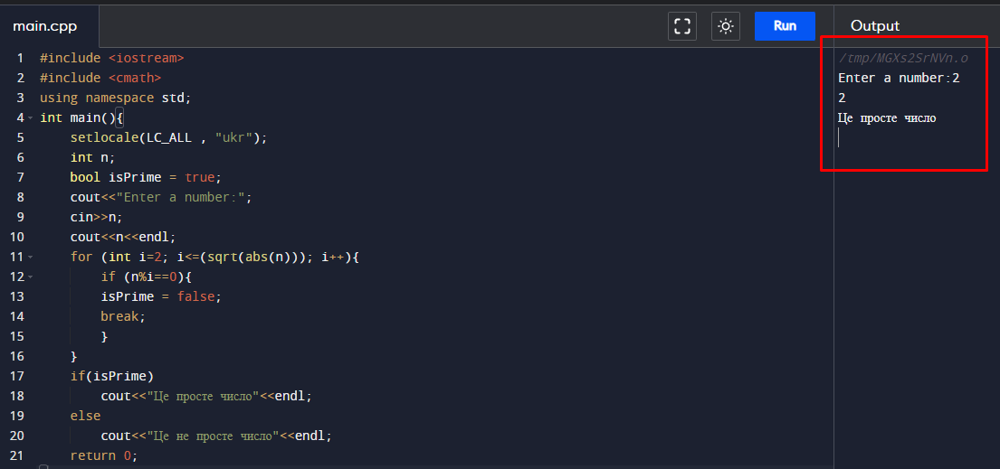 main.cpp
Run
Output
1 #include <iostream>
2 #include <cmath>
3 using namespace std;
4 int main(){
5 setlocale(LC_ALL , "ukr");
6 int n;
7 bool isPrime = true;
8 cout<<"Enter a number:";
9 cin>>n;
10 cout<<n<<endl;
11 for (int i=2; i<=(sqrt(abs(n))); i++){
12 if (n%i==0){
13 isPrime = false;
14 break;
15 }
16 }
17 if(isPrime)
18 cout<<"Це просте число"<<endl;
19 else
20 cout<<"Це не просте число"<<endl;
21 return 0;
/tmp/MGXs2SrNVn.o
Enter a number:2
2
Це просте число